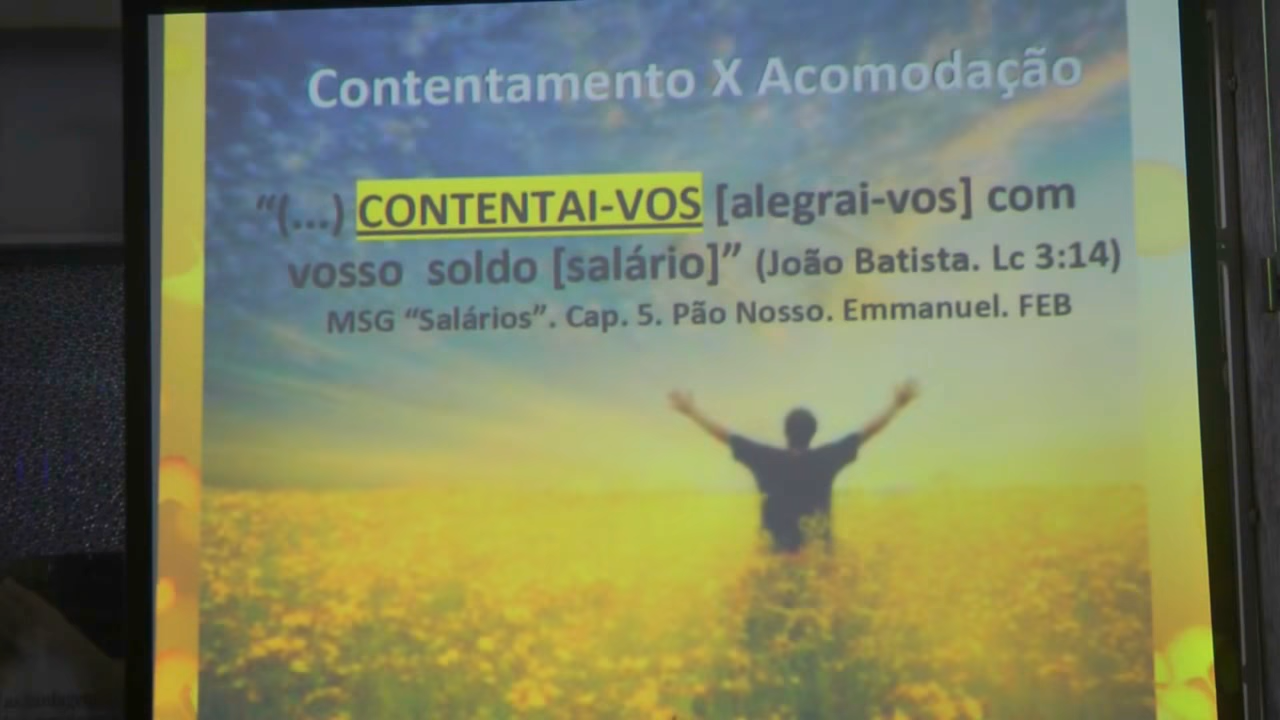 Contentamento X Acomodação
“(...) CONTENTAI-VOS [alegrai-vos] com
vosso soldo [salário]” (João Batista. Lc 3:14)
MSG “Salários”. Cap. 5. Pão Nosso. Emmanuel. FEB